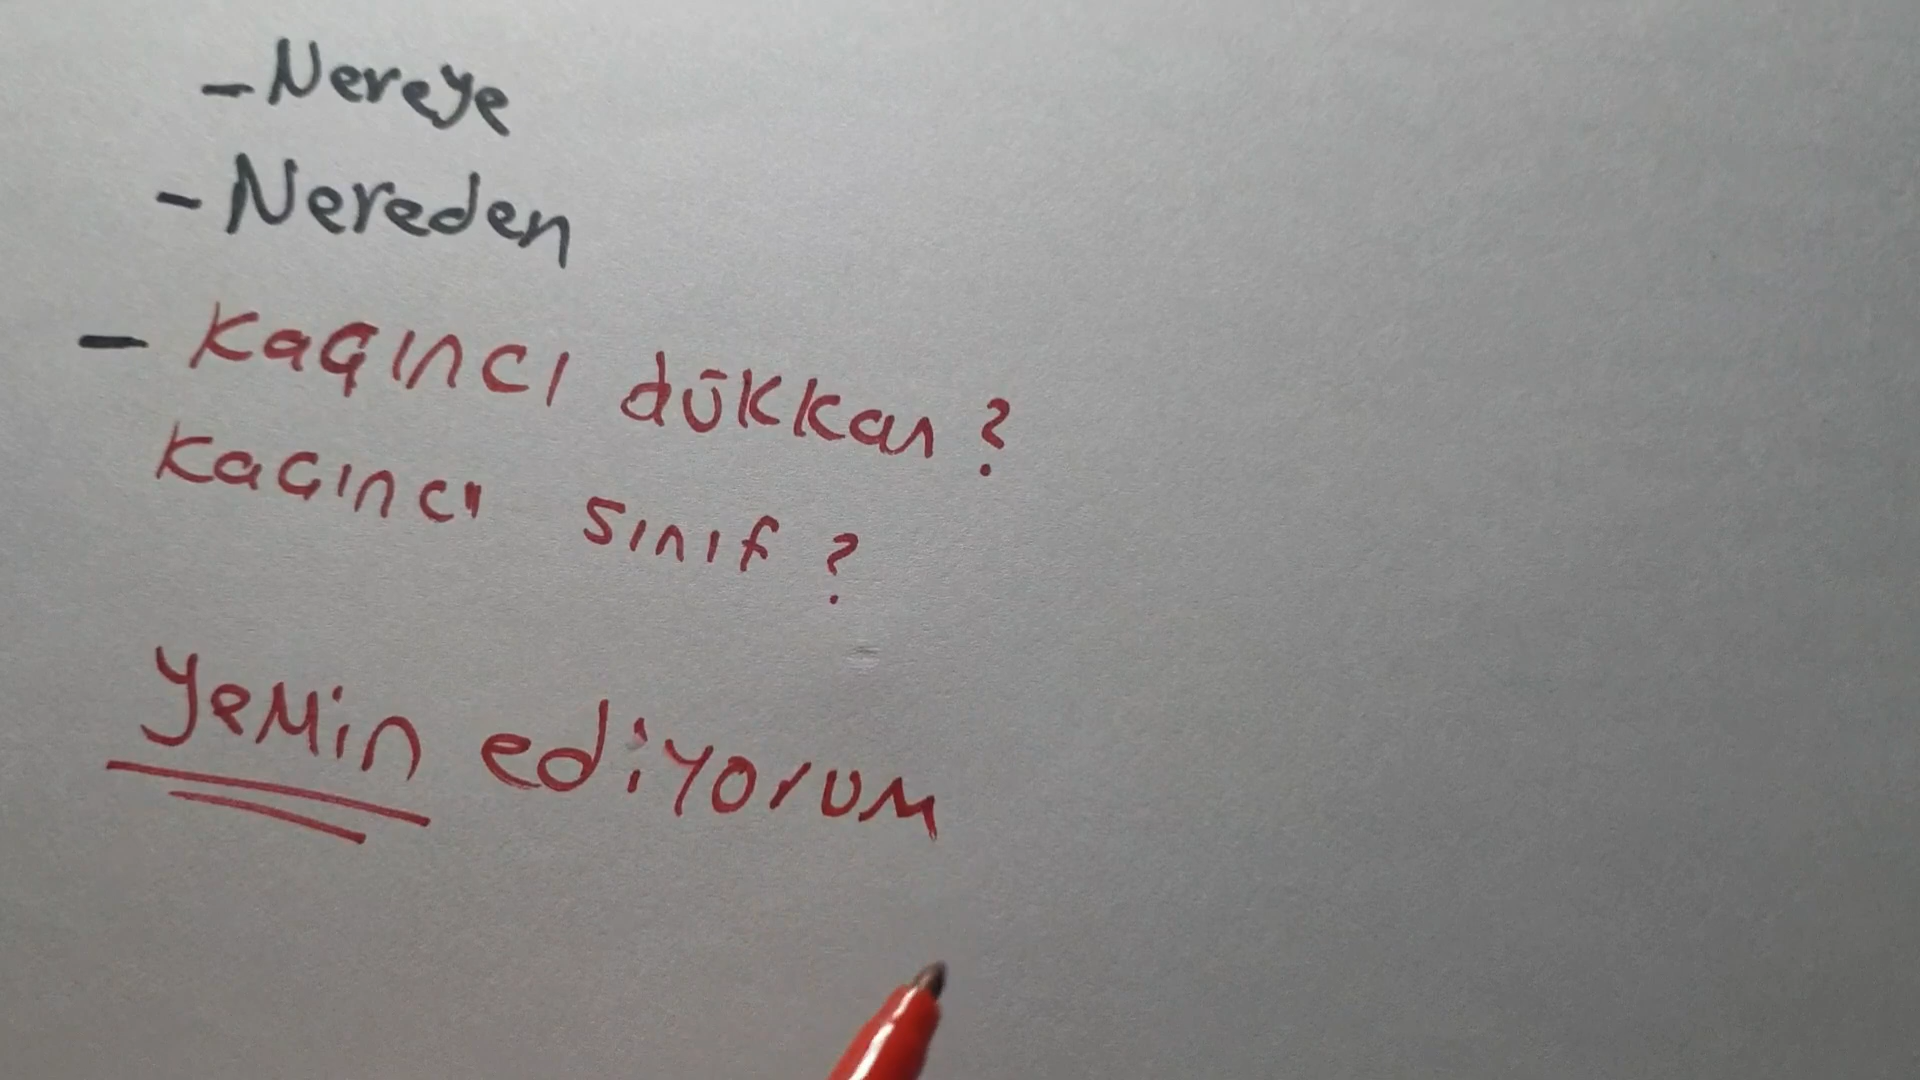 - Nereye
- Nereden
- Kaçıncı dükkan?
Kaçıncı sınıf?
Yemin ediyorum